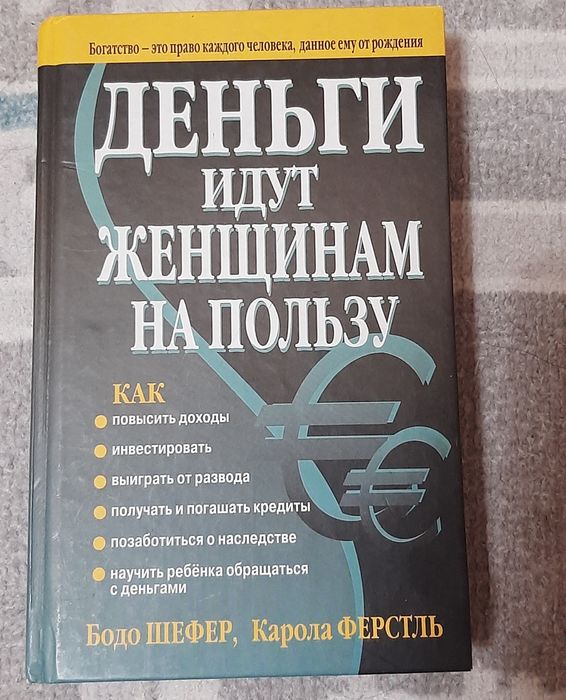 Богатство – это право каждого человека, данное ему от рождения
ДЕНЬГИ
ИДУТ
ЖЕНЩИНАМ
НА ПОЛЬЗУ
КАК
повысить доходы
инвестировать
выиграть от развода
получать и погашать кредиты
позаботиться о наследстве
научить ребёнка обращаться
с деньгами
Бодо ШЕФЕР, Карола ФЕРСТЛЬ